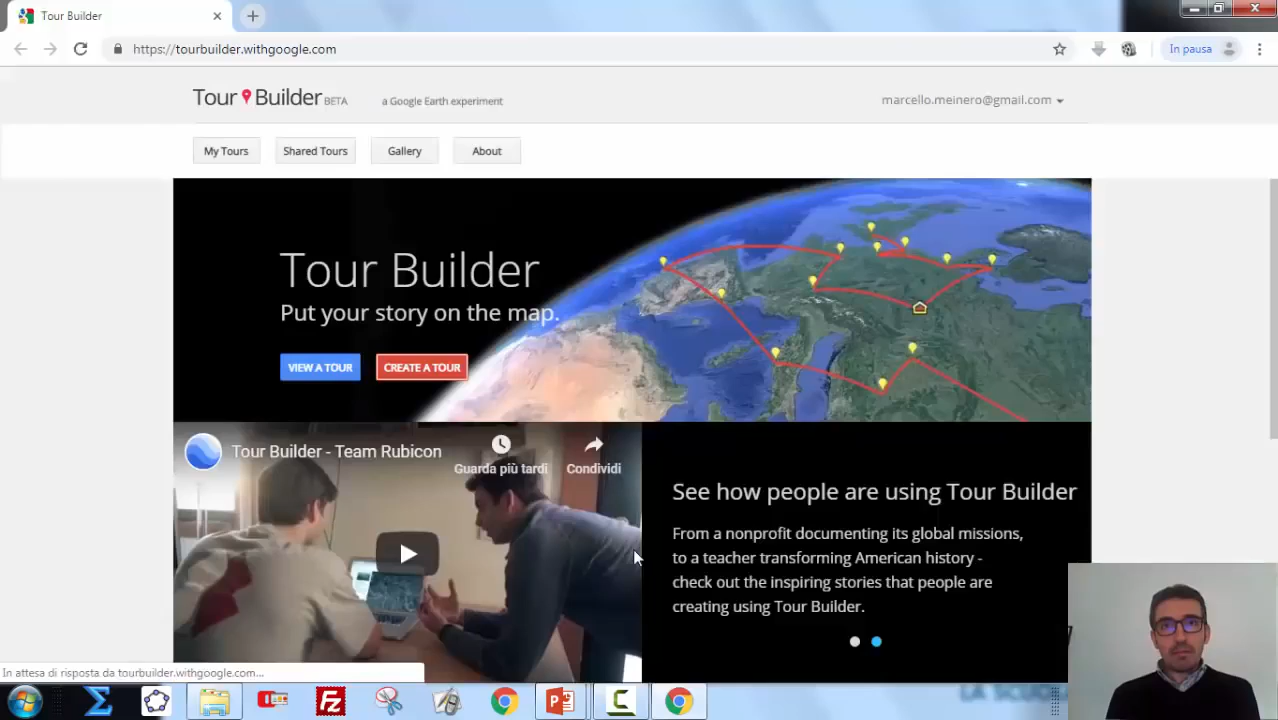 Tour Builder
https://tourbuilder.withgoogle.com
In pausa
Tour Builder BETA
a Google Earth experiment
marcello.meinero@gmail.com
My Tours
Shared Tours
Gallery
About
Tour Builder
Put your story on the map.
VIEW A TOUR
CREATE A TOUR
Tour Builder - Team Rubicon
Guarda più tardi
Condividi
See how people are using Tour Builder
From a nonprofit documenting its global missions,
to a teacher transforming American history -
check out the inspiring stories that people are
creating using Tour Builder.
In attesa di risposta da tourbuilder.withgoogle.com...
LA SCUOLA